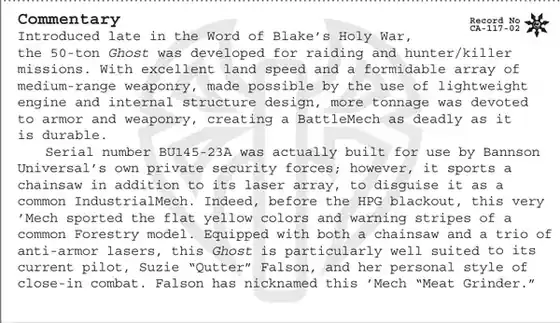 Commentary
Record No
CA-117-02
Introduced late in the Word of Blake's Holy War,
the 50-ton Ghost was developed for raiding and hunter/killer
missions. With excellent land speed and a formidable array of
medium-range weaponry, made possible by the use of lightweight
engine and internal structure design, more tonnage was devoted
to armor and weaponry, creating a BattleMech as deadly as it
is durable.
Serial number BU145-23A was actually built for use by Bannson
Universal's own private security forces; however, it sports a
chainsaw in addition to its laser array, to disguise it as a
common IndustrialMech. Indeed, before the HPG blackout, this very
'Mech sported the flat yellow colors and warning stripes of a
common Forestry model. Equipped with both a chainsaw and a trio of
anti-armor lasers, this Ghost is particularly well suited to its
current pilot, Suzie “Qutter” Falson, and her personal style of
close-in combat. Falson has nicknamed this 'Mech “Meat Grinder.”